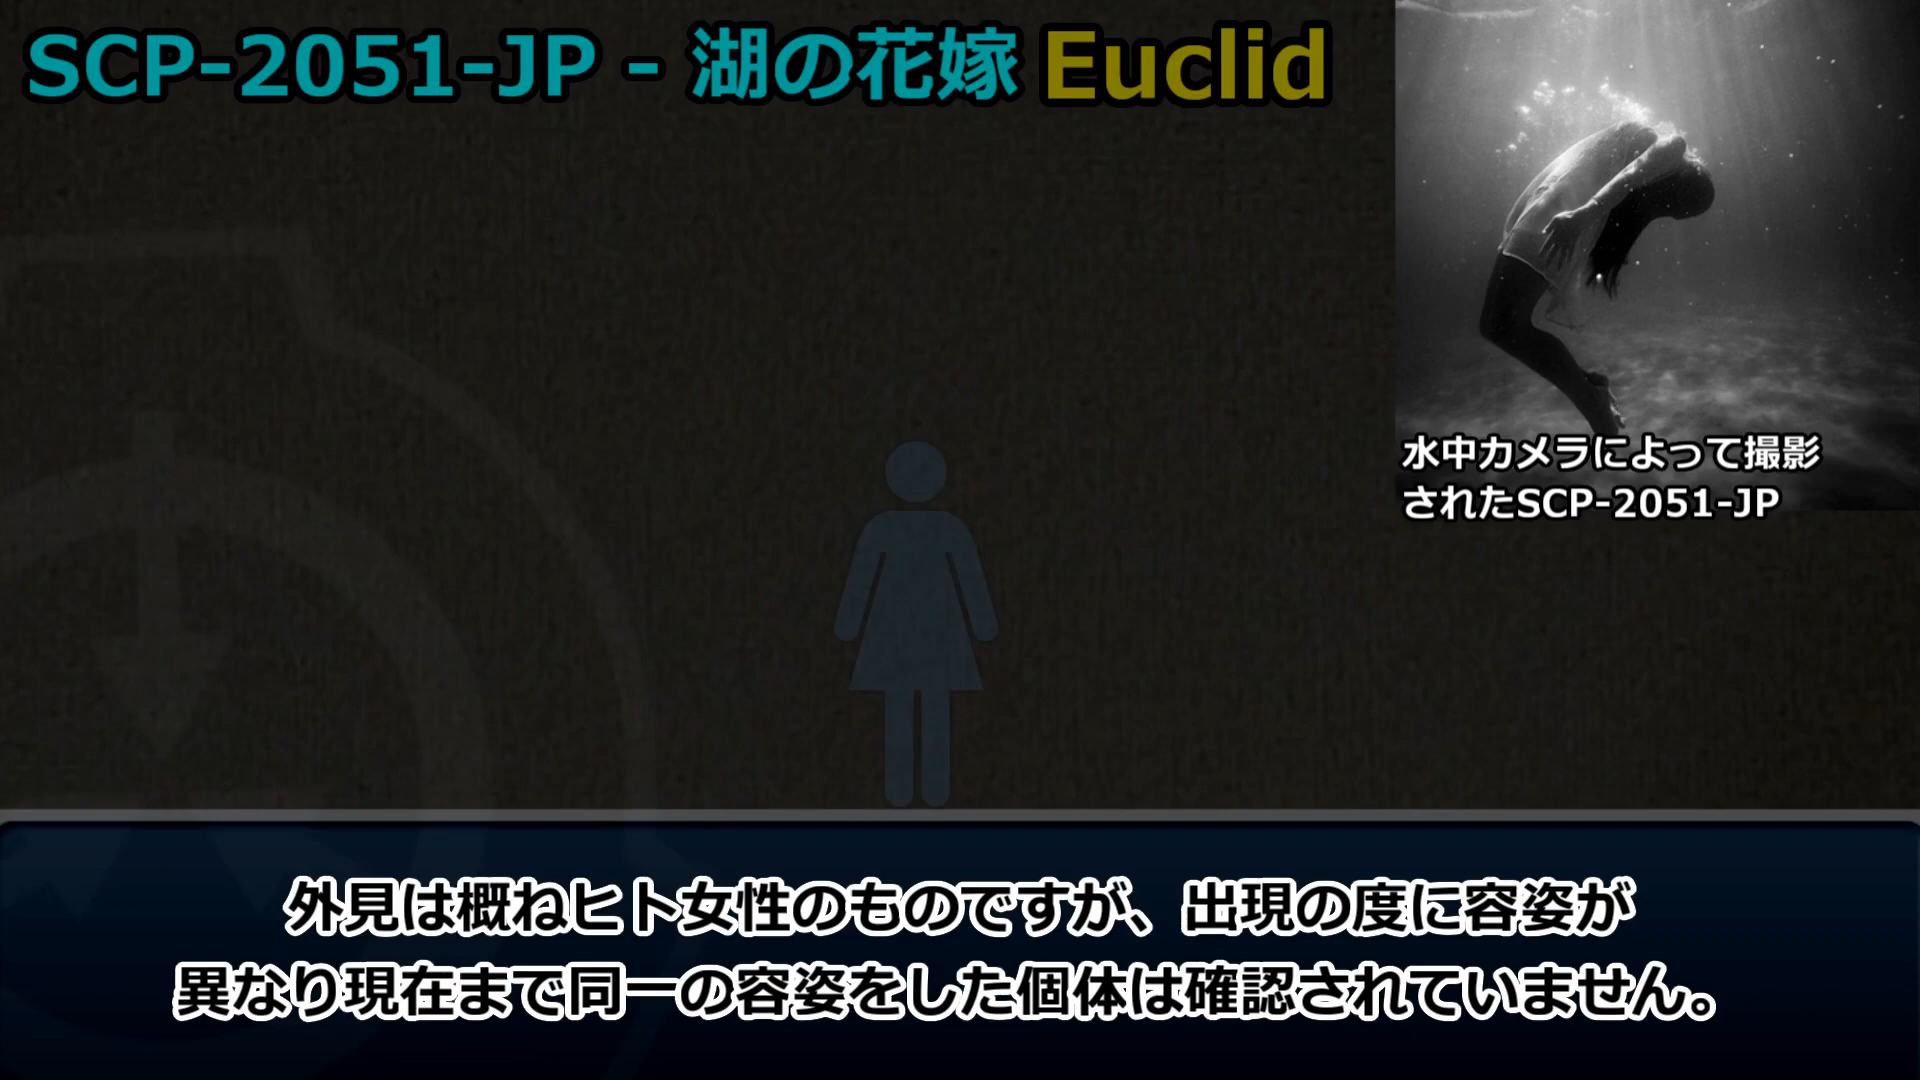 SCP-2051-JP - 湖の花嫁 Euclid
水中カメラによって撮影
されたSCP-2051-JP
外見は概ねヒト女性のものですが、出現の度に容姿が
異なり現在まで同一の容姿をした個体は確認されていません。